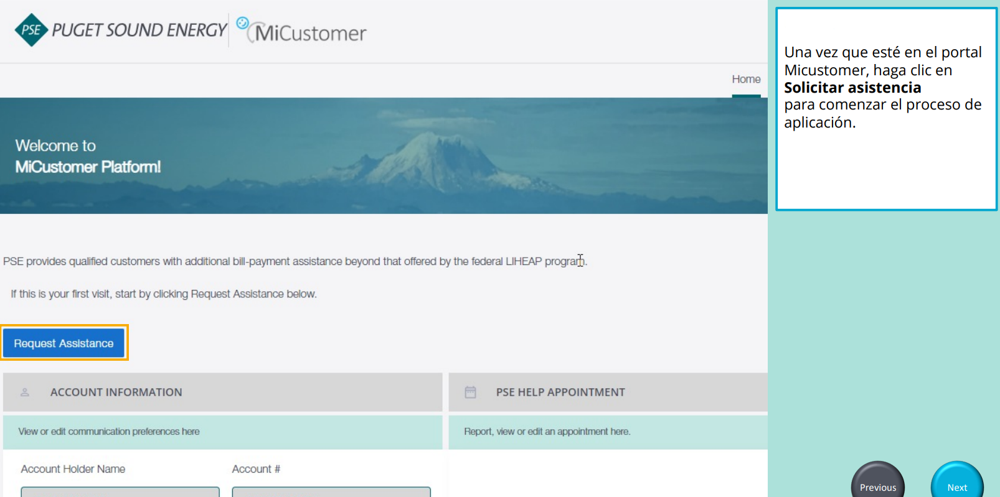 PSE PUGET SOUND ENERGY MiCustomer
Home
Welcome to
MiCustomer Platform!
PSE provides qualified customers with additional bill-payment assistance beyond that offered by the federal LIHEAP program.
If this is your first visit, start by clicking Request Assistance below.
Request Assistance
ACCOUNT INFORMATION
View or edit communication preferences here
Account Holder Name
Account #
PSE HELP APPOINTMENT
Report, view or edit an appointment here.
Una vez que esté en el portal
Micustomer, haga clic en
Solicitar asistencia
para comenzar el proceso de
aplicación.
Previous
Next